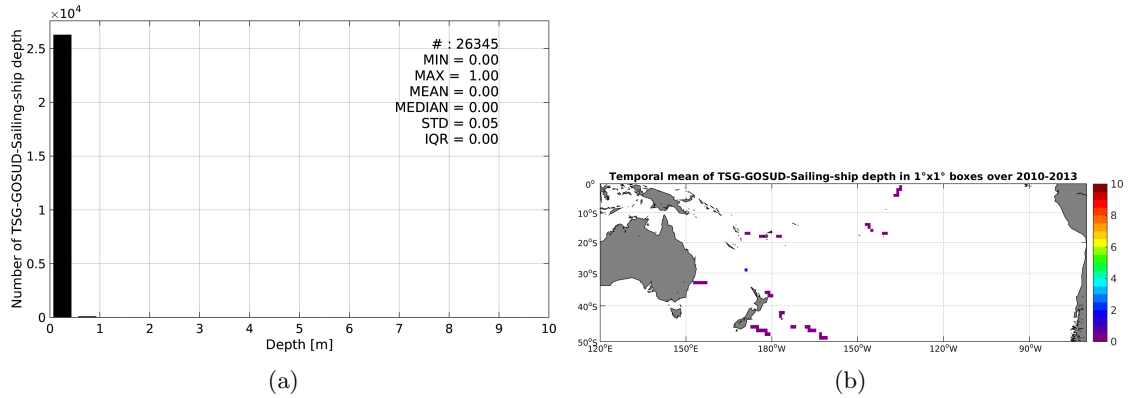 ×10⁴
Number of TSG-GOSUD-Sailing-ship depth
2.5
2
1.5
1
0.5
0
# : 26345
MIN = 0.00
MAX = 1.00
MEAN = 0.00
MEDIAN = 0.00
STD = 0.05
IQR = 0.00
0 1 2 3 4 5 6 7 8 9 10
Depth [m]
(a)
Temporal mean of TSG-GOSUD-Sailing-ship depth in 1°x1° boxes over 2010-2013
0°
10°S
20°S
30°S
40°S
50°S
120°E 150°E 180°W 150°W 120°W 90°W
10
8
6
4
2
0
(b)